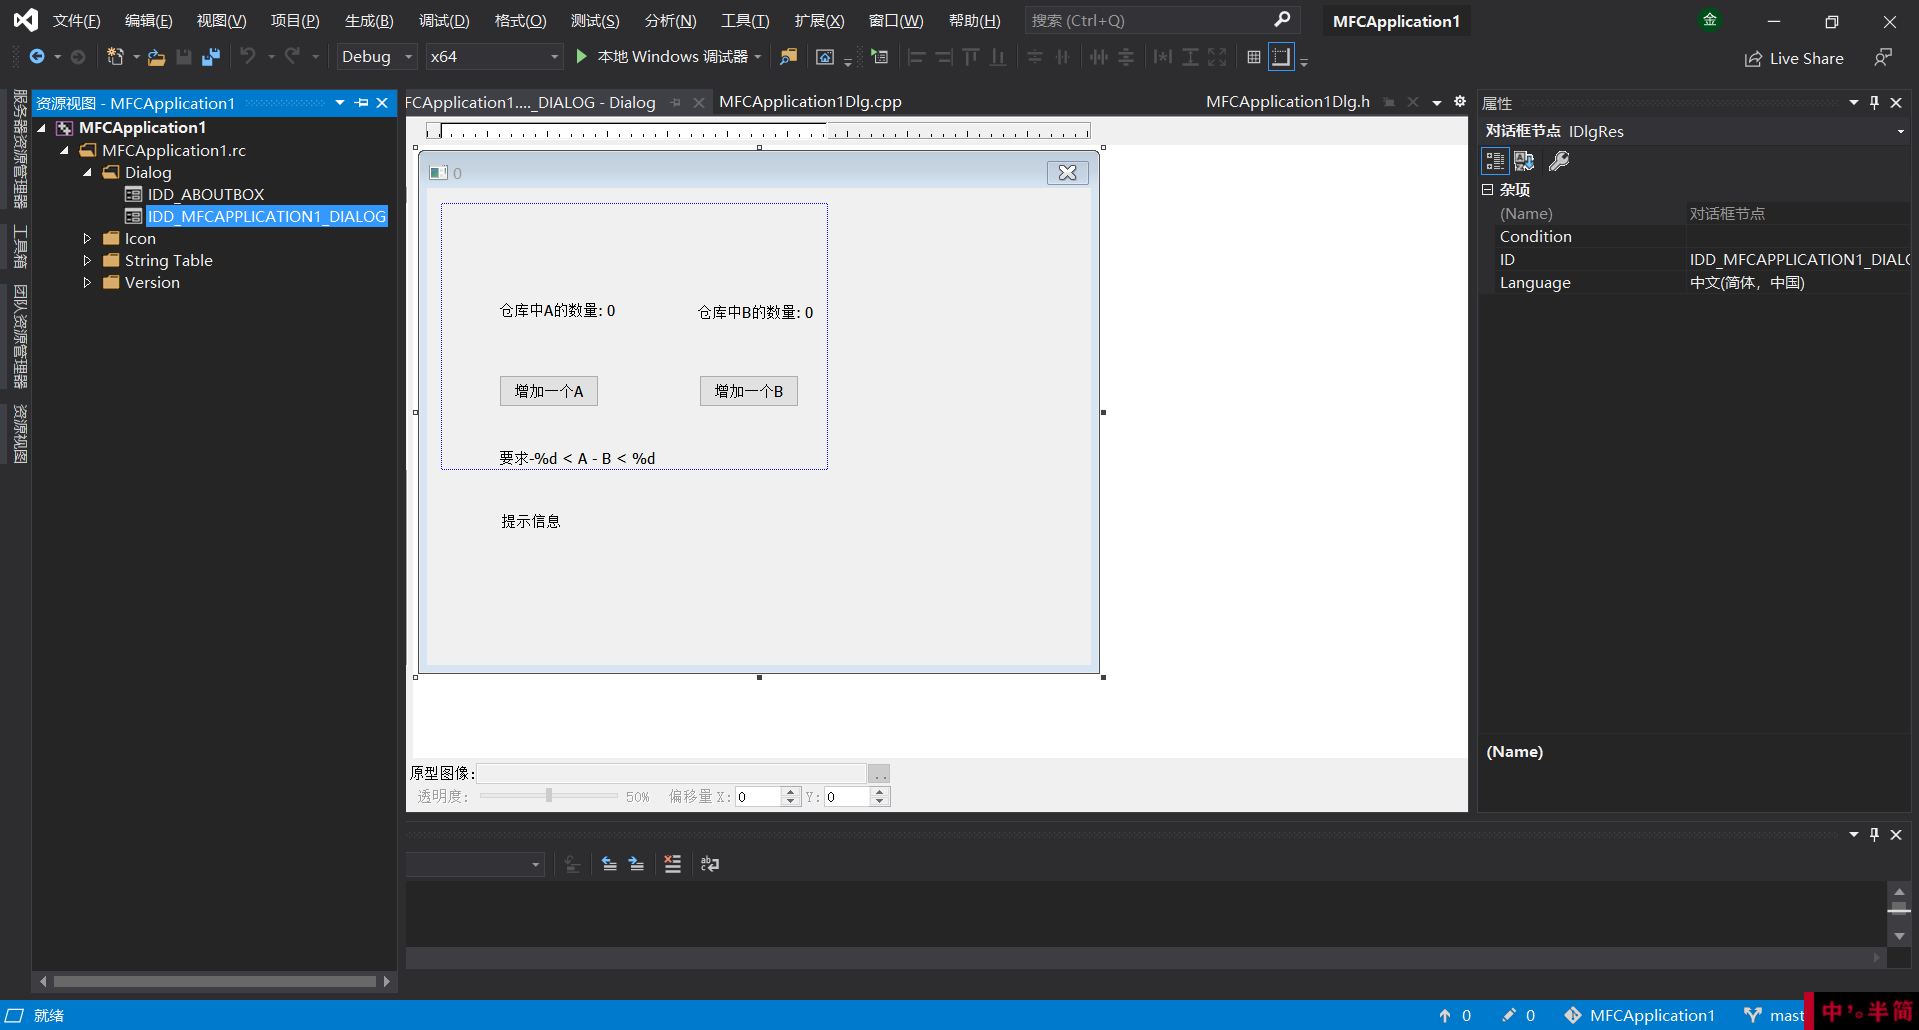 文件(F) 编辑(E) 视图(V) 项目(P) 生成(B) 调试(D) 格式(O) 测试(S) 分析(N) 工具(T) 扩展(X) 窗口(W) 帮助(H) 搜索 (Ctrl+Q) MFCApplication1 金
Debug x64 本地 Windows 调试器 Live Share
服务器资源管理器
工具箱
团队资源管理器
资源视图
资源视图 - MFCApplication1
MFCApplication1
MFCApplication1.rc
Dialog
IDD_ABOUTBOX
IDD_MFCAPPLICATION1_DIALOG
Icon
String Table
Version
FCApplication1...._DIALOG - Dialog MFCApplication1Dlg.cpp MFCApplication1Dlg.h
0
仓库中A的数量: 0 仓库中B的数量: 0
增加一个A 增加一个B
要求-%d < A - B < %d
提示信息
原型图像: ..
透明度: 50% 偏移量 X: 0 Y: 0
属性
对话框节点 IDlgRes
杂项
(Name) 对话框节点
Condition
ID IDD_MFCAPPLICATION1_DIALO
Language 中文(简体，中国)
(Name)
就绪 0 0 MFCApplication1 mast 中 半 简